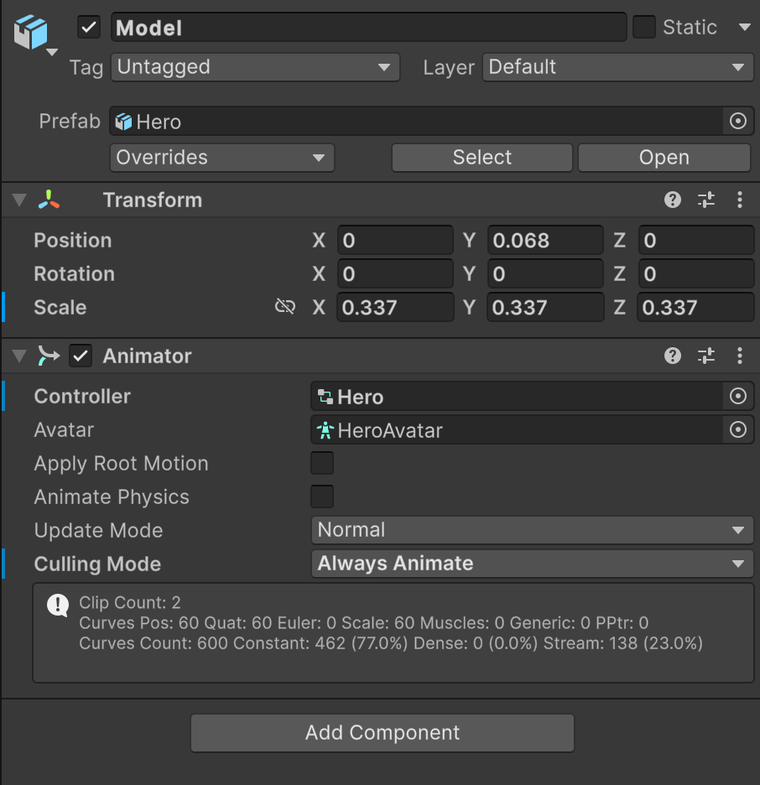 Model Static
Tag Untagged Layer Default
Prefab Hero
Overrides Select Open
Transform
Position X 0 Y 0.068 Z 0
Rotation X 0 Y 0 Z 0
Scale X 0.337 Y 0.337 Z 0.337
Animator
Controller Hero
Avatar HeroAvatar
Apply Root Motion
Animate Physics
Update Mode Normal
Culling Mode Always Animate
Clip Count: 2
Curves Pos: 60 Quat: 60 Euler: 0 Scale: 60 Muscles: 0 Generic: 0 PPtr: 0
Curves Count: 600 Constant: 462 (77.0%) Dense: 0 (0.0%) Stream: 138 (23.0%)
Add Component